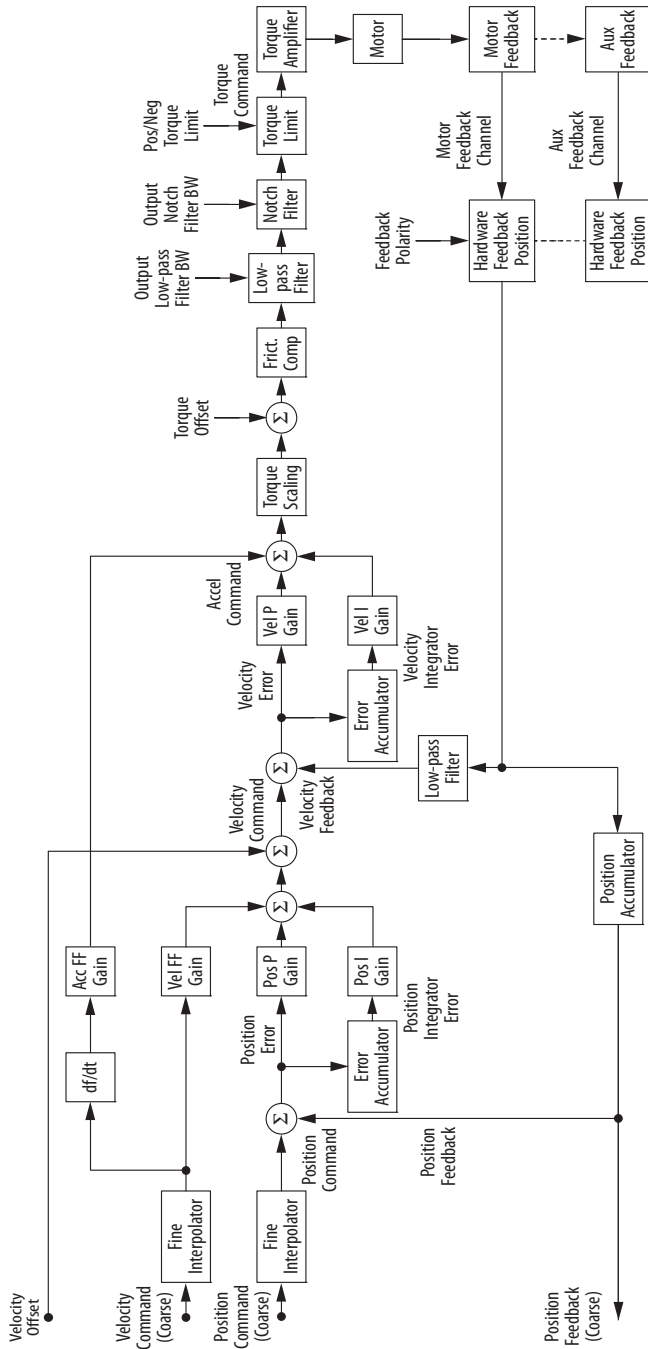 Velocity
Offset
Velocity
Command
(Coarse)
Fine
Interpolator
df/dt
Acc FF
Gain
Vel FF
Gain
Position
Command
(Coarse)
Fine
Interpolator
Position
Command
Σ
Position
Error
Pos P
Gain
Error
Accumulator
Pos I
Gain
Position
Integrator
Error
Position
Feedback
Position
Feedback
(Coarse)
Σ
Σ
Velocity
Command
Σ
Velocity
Feedback
Low-pass
Filter
Position
Accumulator
Velocity
Error
Vel P
Gain
Error
Accumulator
Vel I
Gain
Velocity
Integrator
Error
Accel
Command
Σ
Torque
Scaling
Torque
Offset
Σ
Frict.
Comp
Output
Low-pass
Filter BW
Low-
pass
Filter
Output
Notch
Filter BW
Notch
Filter
Pos/Neg
Torque
Limit
Torque
Limit
Torque
Command
Torque
Amplifier
Motor
Motor
Feedback
Aux
Feedback
Motor
Feedback
Channel
Aux
Feedback
Channel
Feedback
Polarity
Hardware
Feedback
Position
Hardware
Feedback
Position